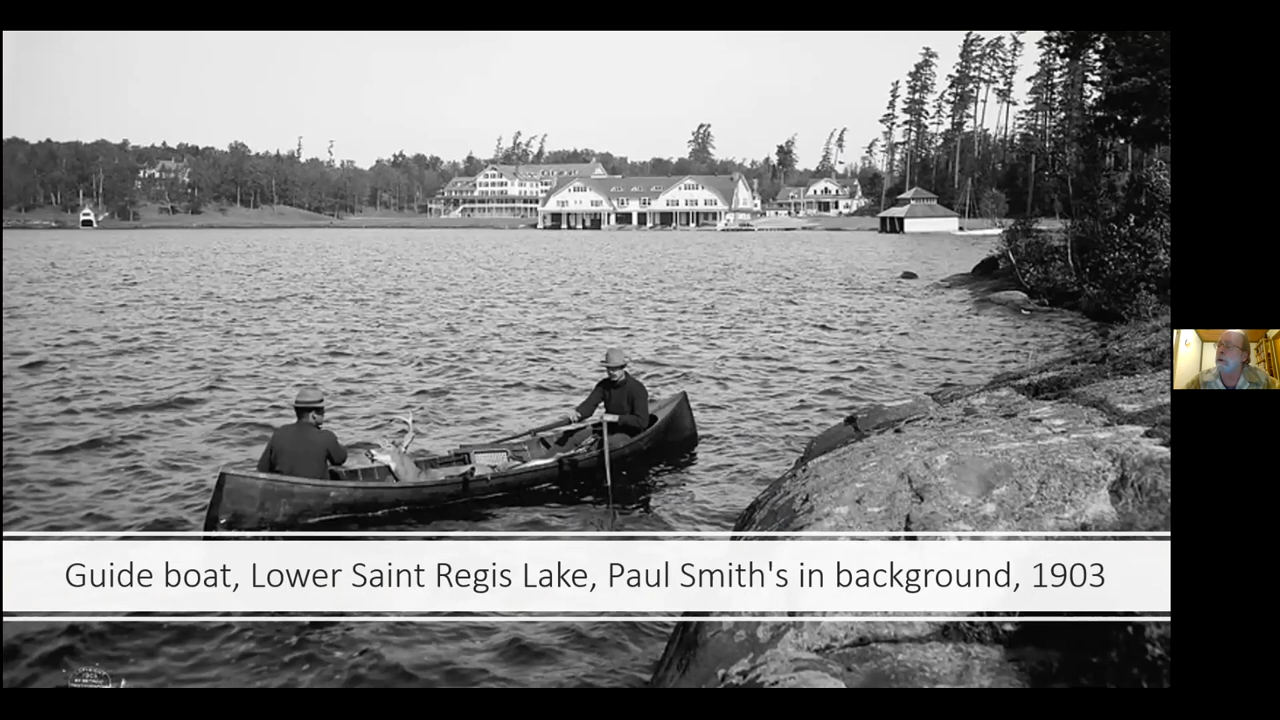 Guide boat, Lower Saint Regis Lake, Paul Smith's in background, 1903